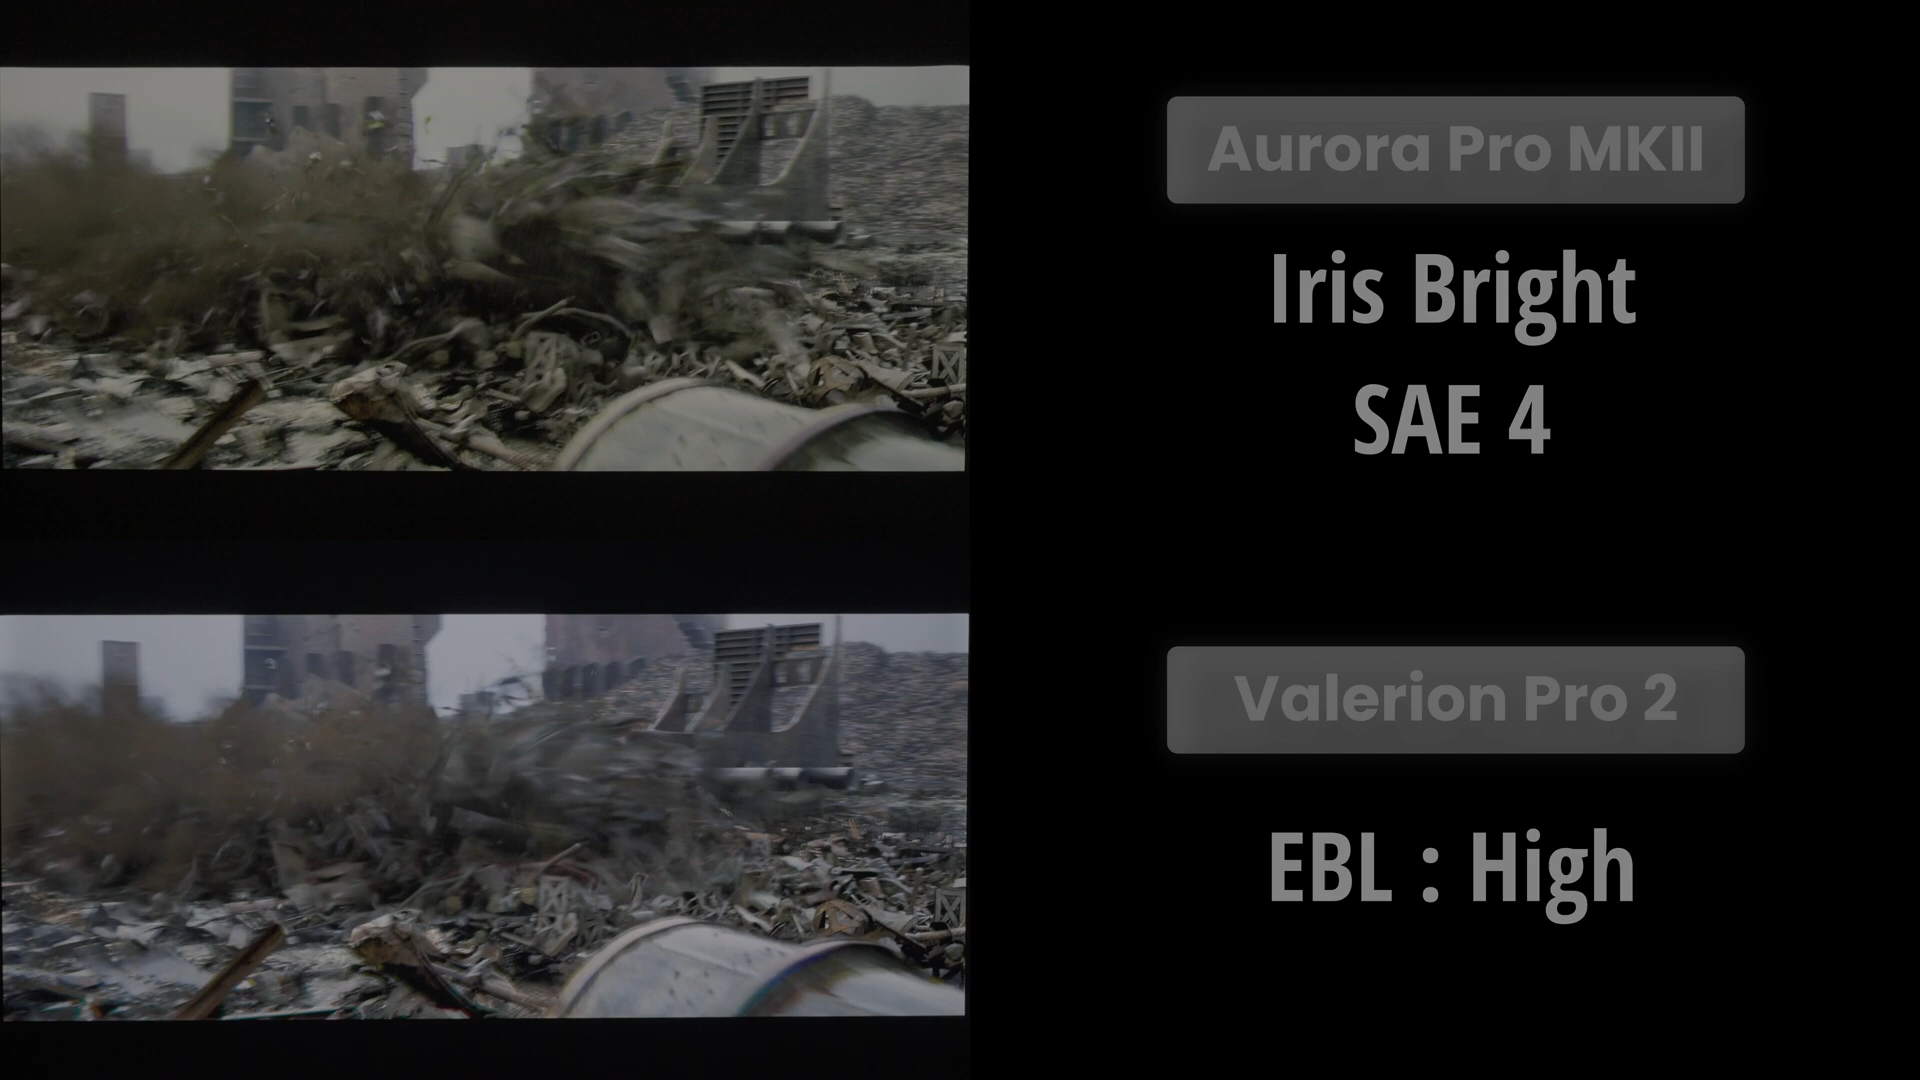 Aurora Pro MKII
Iris Bright
SAE 4
Valerion Pro 2
EBL : High